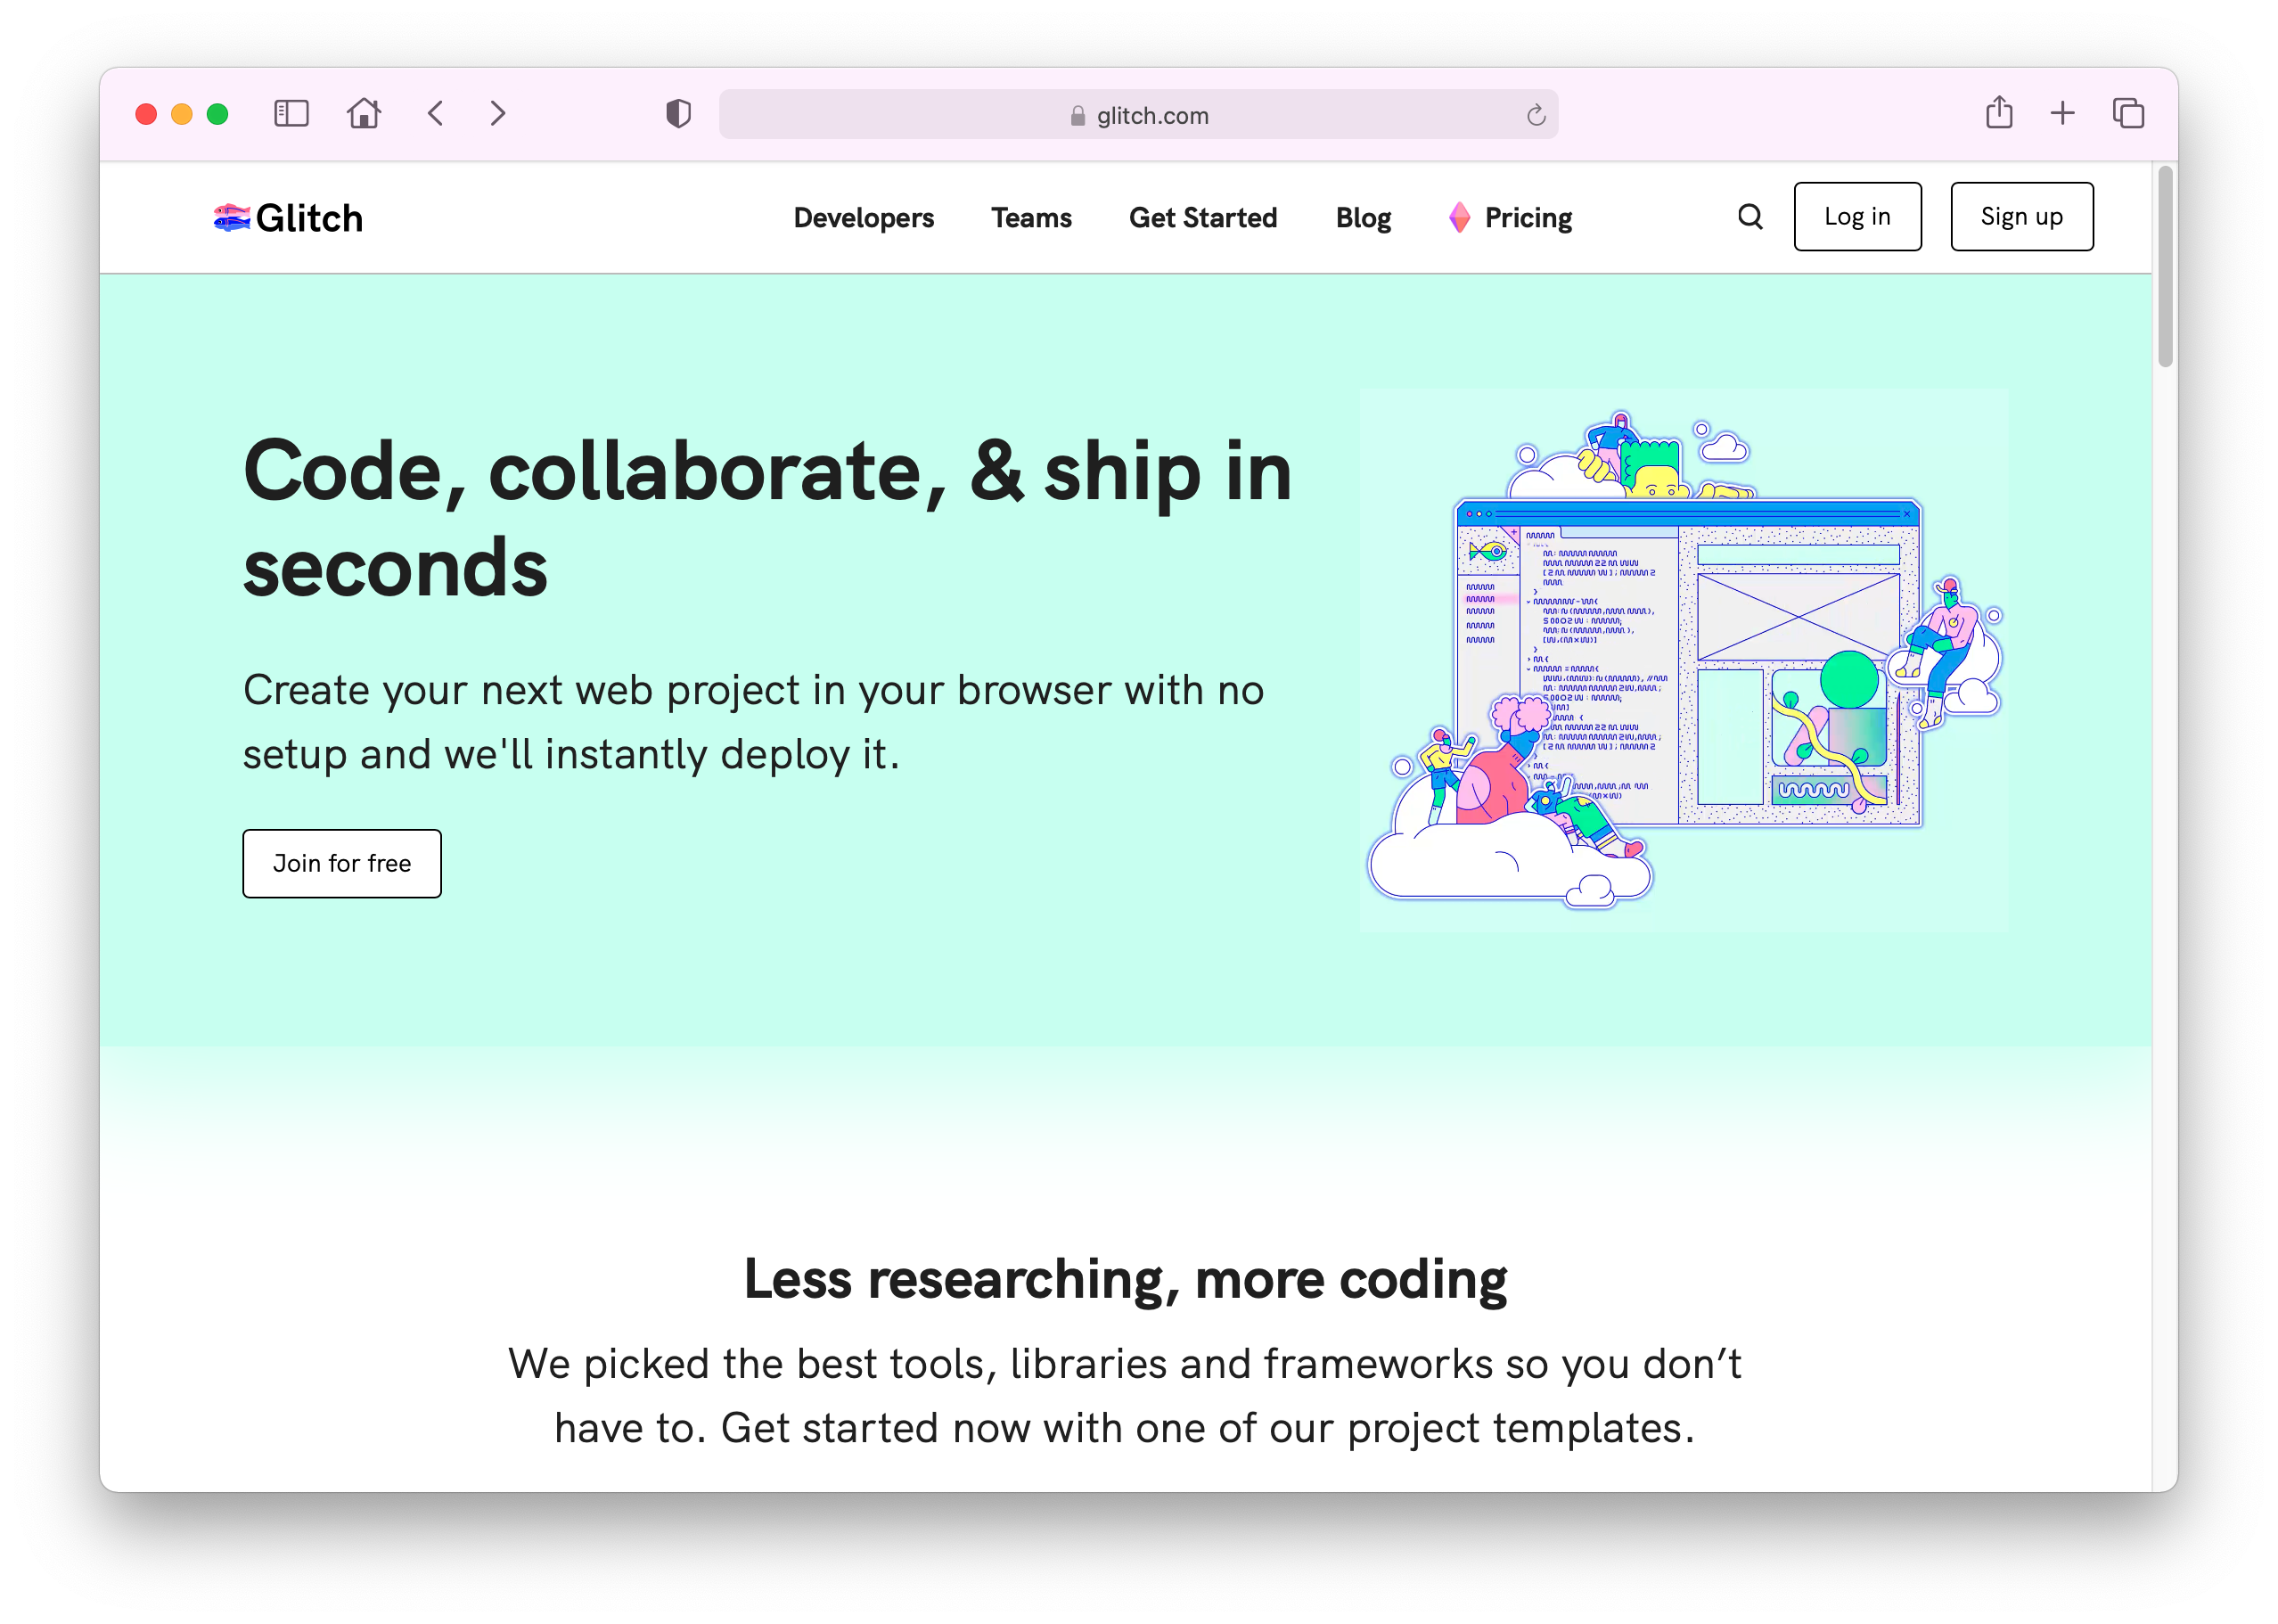 glitch.com
Glitch
Developers
Teams
Get Started
Blog
Pricing
Log in
Sign up
Code, collaborate, & ship in
seconds
Create your next web project in your browser with no
setup and we'll instantly deploy it.
Join for free
Less researching, more coding
We picked the best tools, libraries and frameworks so you don’t
have to. Get started now with one of our project templates.